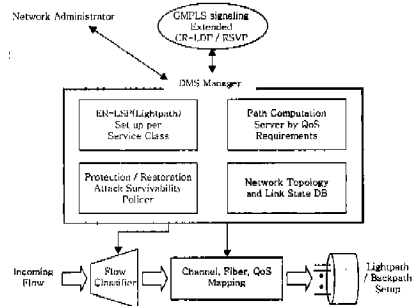 Network Administrator
GMPLS signaling
Extended
CR-LDP / RSVP
DMS Manager
ER-LSP(Lightpath)
Set up per
Service Class
Path Computation
Server by QoS
Requirements
Protection / Restoration
Attack Survivability
Policer
Network Topology
and Link State DB
Incoming
Flow
Flow
Classifier
Channel, Fiber, QoS
Mapping
Lightpath
/ Backpath
Setup